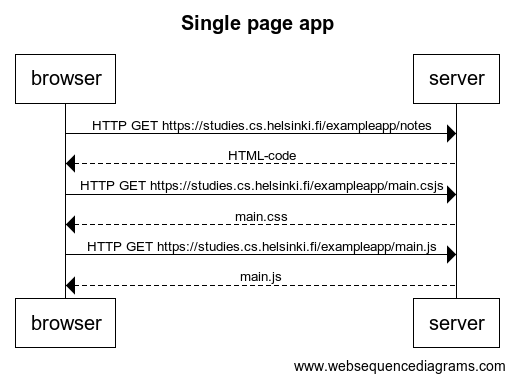 Single page app
browser
server
HTTP GET https://studies.cs.helsinki.fi/exampleapp/notes
HTML-code
HTTP GET https://studies.cs.helsinki.fi/exampleapp/main.csjs
main.css
HTTP GET https://studies.cs.helsinki.fi/exampleapp/main.js
main.js
browser
server
www.websequencediagrams.com